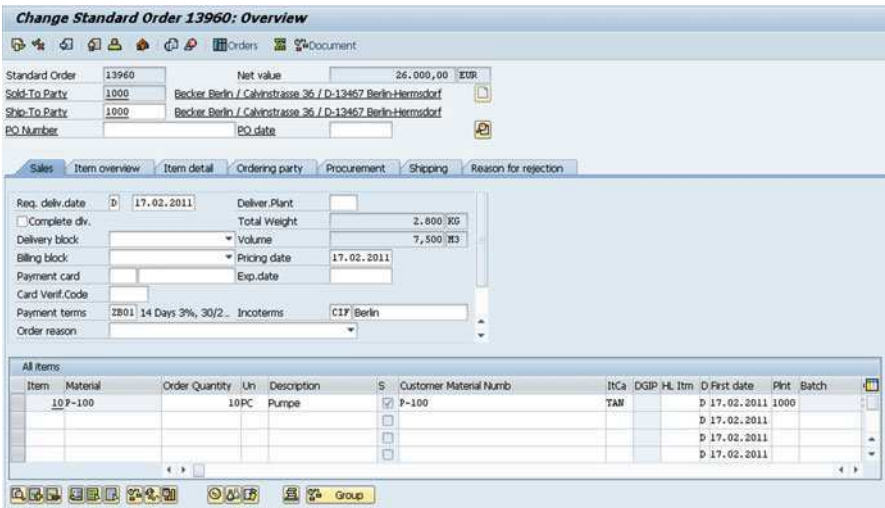 Change Standard Order 13960: Overview
Orders Document
Standard Order 13960 Net value 26.000,00 EUR
Sold-To Party 1000 Becker Berlin / Calvinstrasse 36 / D-13467 Berlin-Hermsdorf
Ship-To Party 1000 Becker Berlin / Calvinstrasse 36 / D-13467 Berlin-Hermsdorf
PO Number PO date
Sales Item overview Item detail Ordering party Procurement Shipping Reason for rejection
Req. deliv.date D 17.02.2011 Deliver.Plant
Complete dlv. Total Weight 2.800 KG
Delivery block Volume 7,500 M3
Billing block Pricing date 17.02.2011
Payment card Exp.date
Card Verif.Code
Payment terms ZB01 14 Days 3%, 30/2... Incoterms CIF Berlin
Order reason
All items
Item Material Order Quantity Un Description S Customer Material Numb ItCa DGIP HL Itm D First date Plnt Batch
10 P-100 10 PC Pumpe P-100 TAN D 17.02.2011 1000
D 17.02.2011
D 17.02.2011
D 17.02.2011
Group